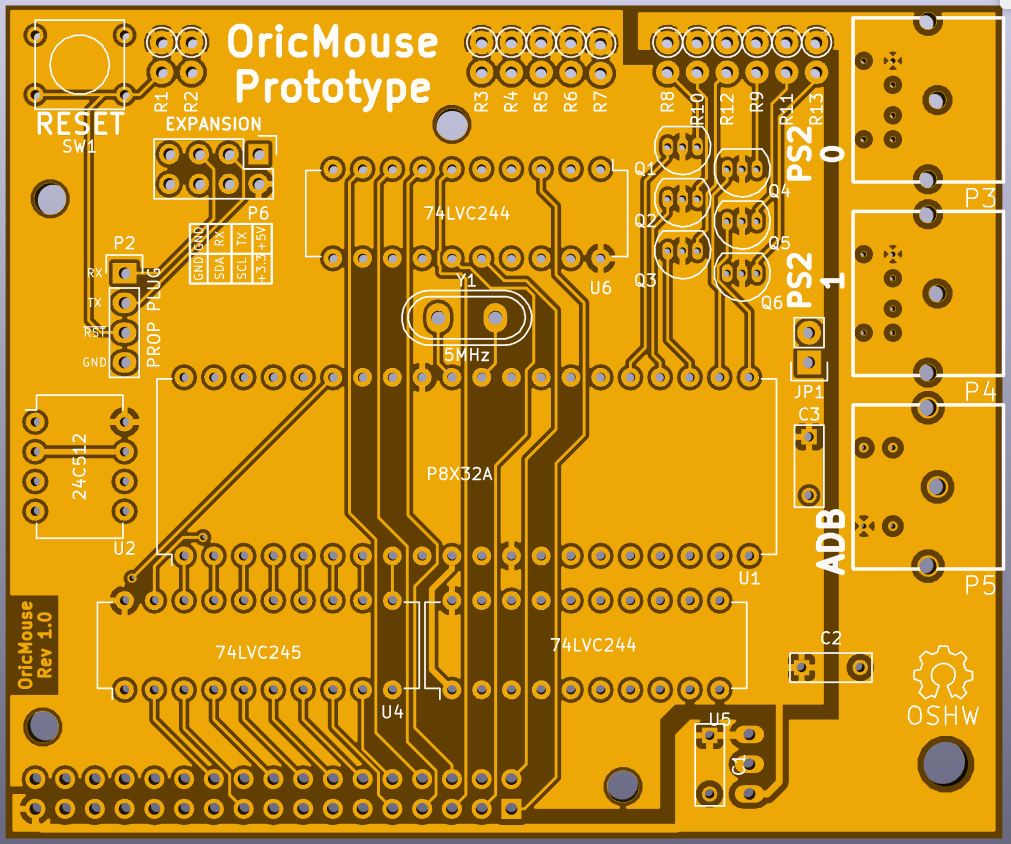 OricMouse
Prototype
R1
R2
R3
R4
R5
R6
R7
R8
R10
R12
R9
R11
R13
RESET
SW1
EXPANSION
P6
GND
GND
SDA
RX
SCL
TX
+3.3
+5V
P2
RX
TX
RST
GND
PROP PLUG
74LVC244
U6
Y1
5MHz
Q1
Q2
Q3
Q4
Q5
Q6
PS2
0
P3
PS2
1
P4
JP1
C3
24C512
U2
P8X32A
U1
ADB
P5
OricMouse
Rev 1.0
74LVC245
U4
74LVC244
U5
C2
C1
OSHW